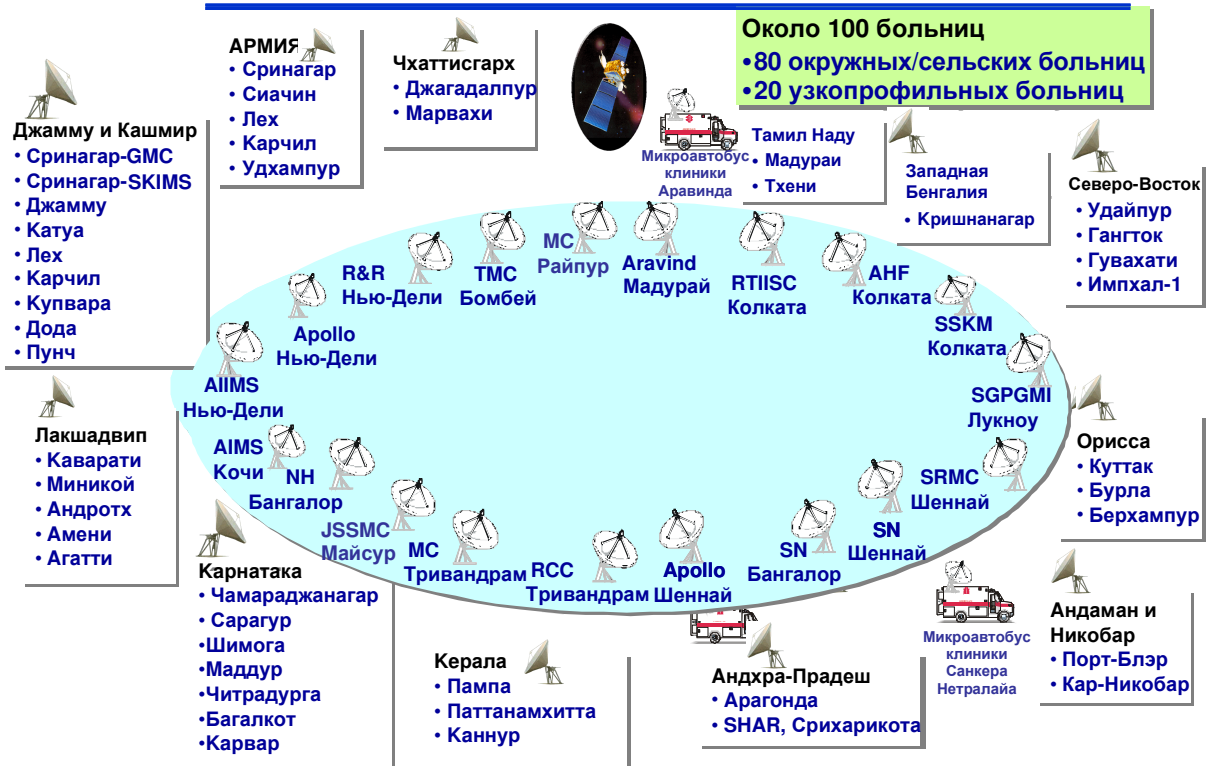 Около 100 больниц
•80 окружных/сельских больниц
•20 узкопрофильных больниц
АРМИЯ
• Сринагар
• Сиачин
• Лех
• Карчил
• Удхампур
Чхаттисгарх
• Джагадалпур
• Марвахи
Джамму и Кашмир
• Сринагар-GMC
• Сринагар-SKIMS
• Джамму
• Катуа
• Лех
• Карчил
• Купвара
• Дода
• Пунч
Микроавтобус
клиники
Аравинда
Тамил Наду
• Мадураи
• Тхени
Западная
Бенгалия
• Кришнанагар
Северо-Восток
• Удайпур
• Гангток
• Гувахати
• Импхал-1
AIIMS
Нью-Дели
Apollo
Нью-Дели
R&R
Нью-Дели
TMC
Бомбей
МС
Райпур
Aravind
Мадурай
RTIISC
Колката
AHF
Колката
SSKM
Колката
SGPGMI
Лукноу
SRMC
Шеннай
SN
Шеннай
SN
Бангалор
Apollo
Шеннай
RCC
Тривандрам
МС
Тривандрам
JSSMC
Майсур
NH
Бангалор
AIMS
Кочи
Лакшадвип
• Каварати
• Миникой
• Андротх
• Амени
• Агатти
Карнатака
• Чамараджанагар
• Сарагур
•Шимога
•Маддур
•Читрадурга
•Багалкот
•Карвар
Керала
• Пампа
• Паттанамхитта
• Каннур
Андхра-Прадеш
• Арагонда
• SHAR, Срихарикота
Микроавтобус
клиники
Санкера
Нетралайа
Орисса
• Куттак
• Бурла
• Берхампур
Андаман и
Никобар
• Порт-Блэр
• Кар-Никобар